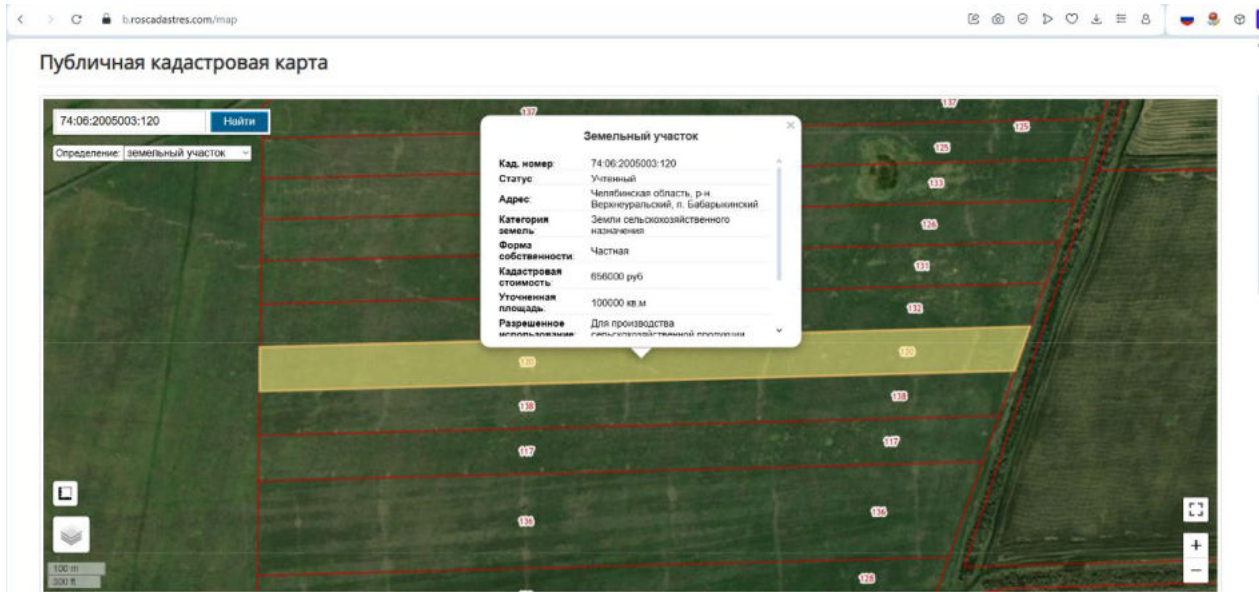 b.roscadastres.com/map
Публичная кадастровая карта
74:06:2005003:120 Найти
Определение: земельный участок
Земельный участок
Кад. номер: 74:06:2005003:120
Статус: Учтенный
Адрес: Челябинская область, р-н
Верхнеуральский, п. Бабарыкинский
Категория земель: Земли сельскохозяйственного
назначения
Форма собственности: Частная
Кадастровая стоимость: 656000 руб
Уточненная площадь: 100000 кв.м
Разрешенное использование: Для производства
сельскохозяйственной продукции
137
137
125
125
133
126
131
132
120
120
138
138
117
117
136
136
128
100 m
300 ft
+
−